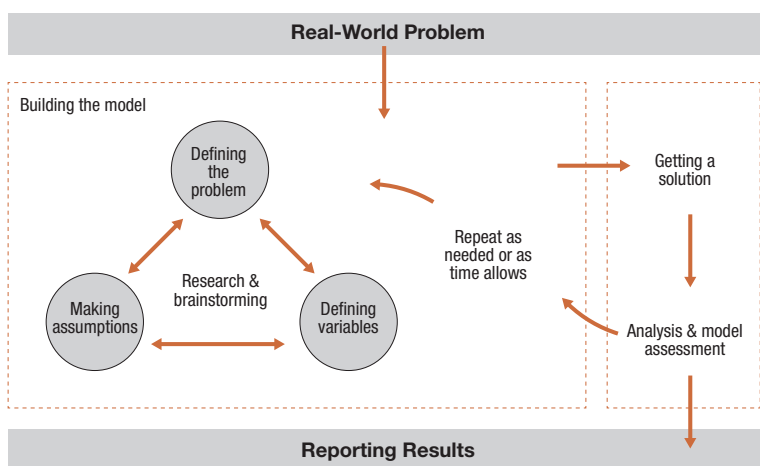 Real-World Problem
Building the model
Defining
the
problem
Getting a
solution
Repeat as
needed or as
time allows
Research &
brainstorming
Making
assumptions
Defining
variables
Analysis & model
assessment
Reporting Results